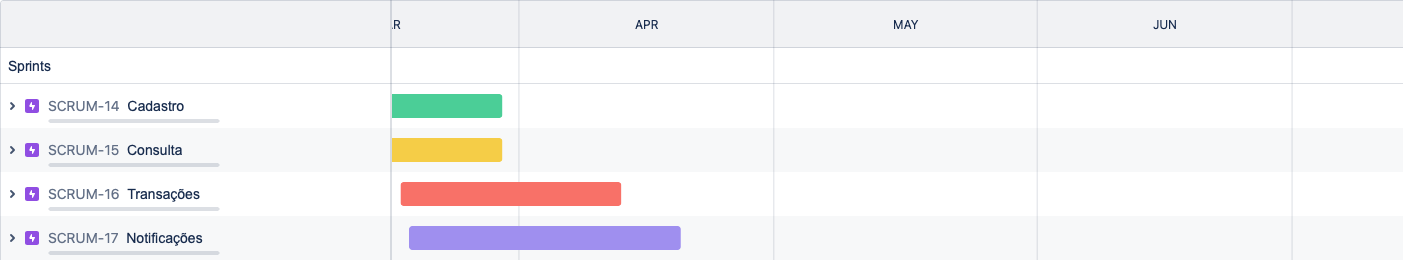 APR MAY JUN
Sprints
SCRUM-14 Cadastro
SCRUM-15 Consulta
SCRUM-16 Transações
SCRUM-17 Notificações